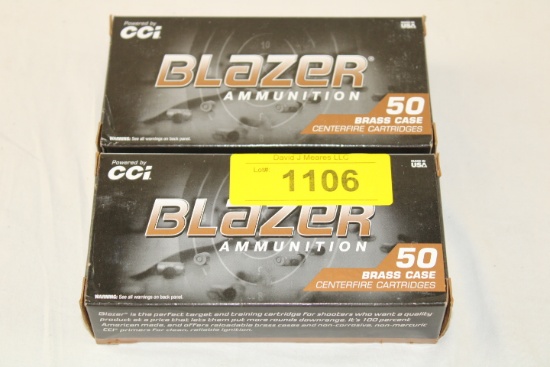 Powered by
CCI
MADE IN
USA
BLAZER
AMMUNITION
50
BRASS CASE
CENTERFIRE CARTRIDGES
WARNING: See all warnings on back panel.
David J Meares LLC
Lot#:
1106
Powered by
CCI
MADE IN
USA
BLAZER
AMMUNITION
50
BRASS CASE
CENTERFIRE CARTRIDGES
WARNING: See all warnings on back panel.
Blazer® is the perfect target and training cartridge for shooters who want a quality
product at a price that lets them put more rounds downrange. It's 100 percent
American made, and offers reloadable brass cases and non-corrosive, non-mercuric
CCI® primers for clean, reliable ignition.